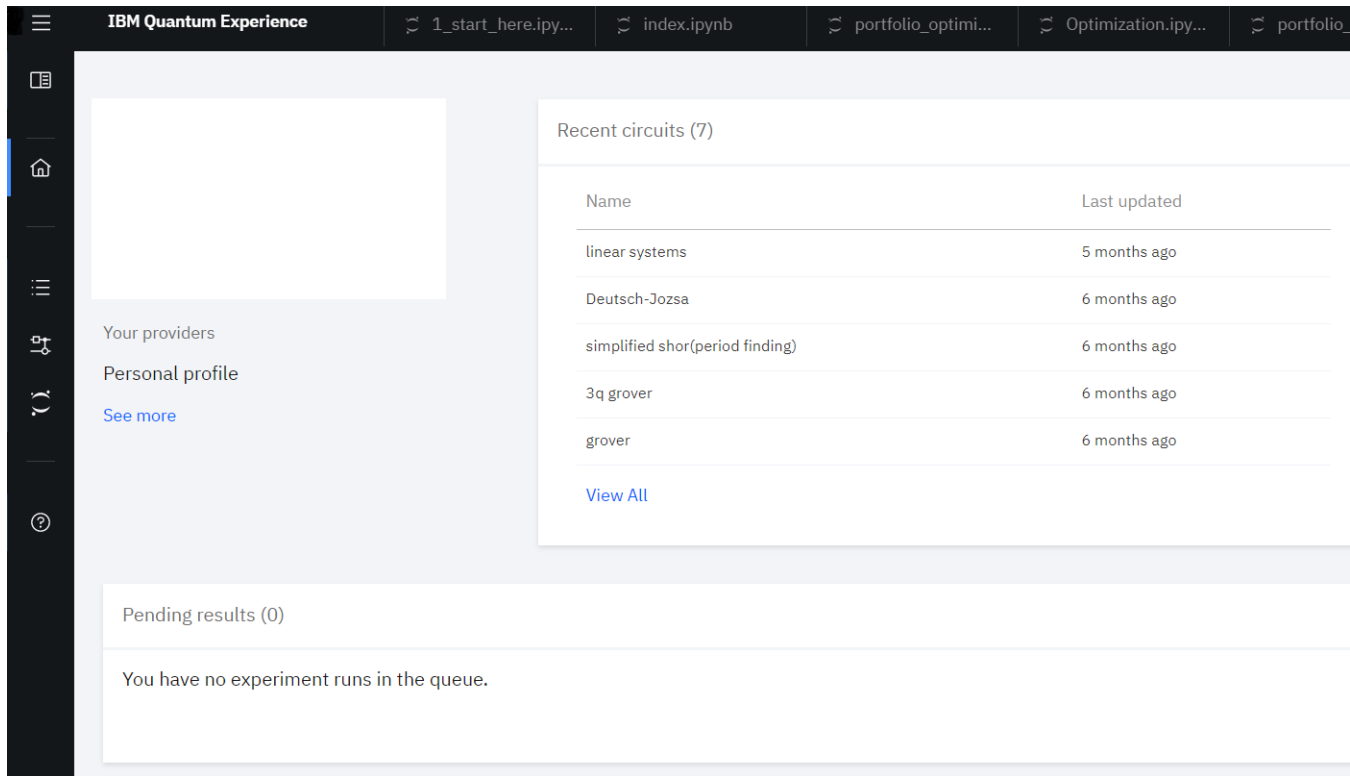 IBM Quantum Experience
1_start_here.ipy...
index.ipynb
portfolio_optimi...
Optimization.ipy...
portfolio_
Recent circuits (7)
Name Last updated
linear systems 5 months ago
Deutsch-Jozsa 6 months ago
simplified shor(period finding) 6 months ago
3q grover 6 months ago
grover 6 months ago
View All
Your providers
Personal profile
See more
Pending results (0)
You have no experiment runs in the queue.